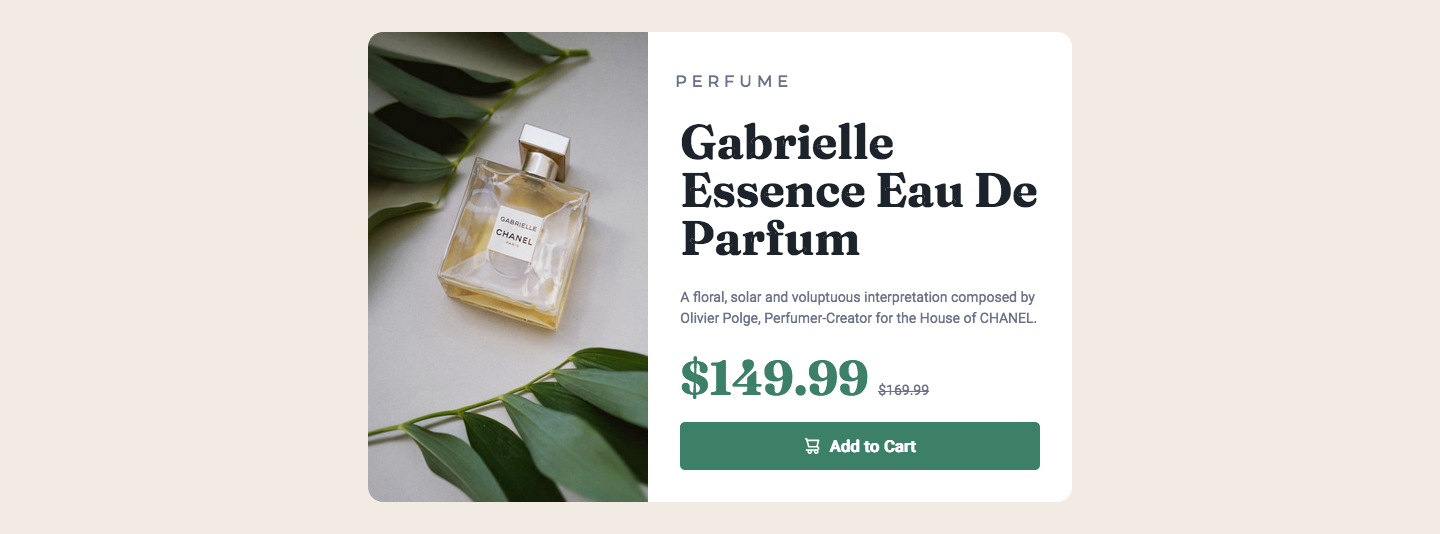 GABRIELLE
CHANEL
PARIS
PERFUME
Gabrielle
Essence Eau De
Parfum
A floral, solar and voluptuous interpretation composed by
Olivier Polge, Perfumer-Creator for the House of CHANEL.
$149.99 $169.99
Add to Cart